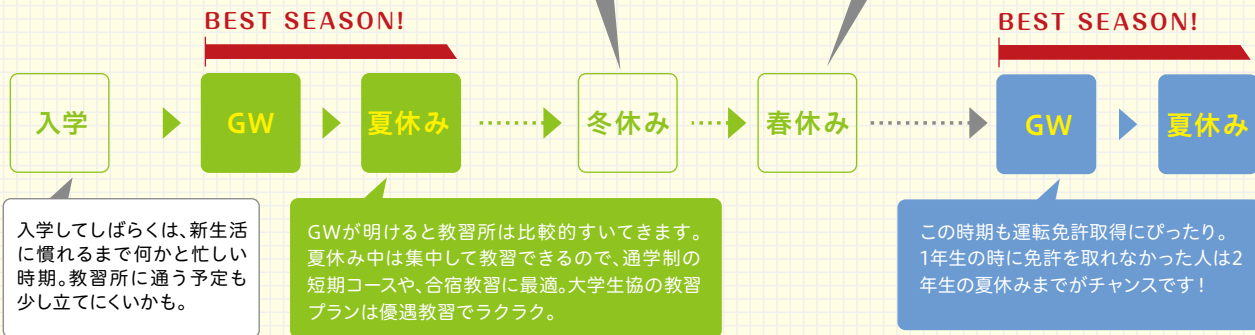 BEST SEASON!
BEST SEASON!
入学
GW
夏休み
冬休み
春休み
GW
夏休み
入学してしばらくは、新生活
に慣れるまで何かと忙しい
時期。教習所に通う予定も
少し立てにくいかも。
GWが明けると教習所は比較的すいてきます。
夏休み中は集中して教習できるので、通学制の
短期コースや、合宿教習に最適。大学生協の教習
プランは優遇教習でラクラク。
この時期も運転免許取得にぴったり。
1年生の時に免許を取れなかった人は2
年生の夏休みまでがチャンスです!